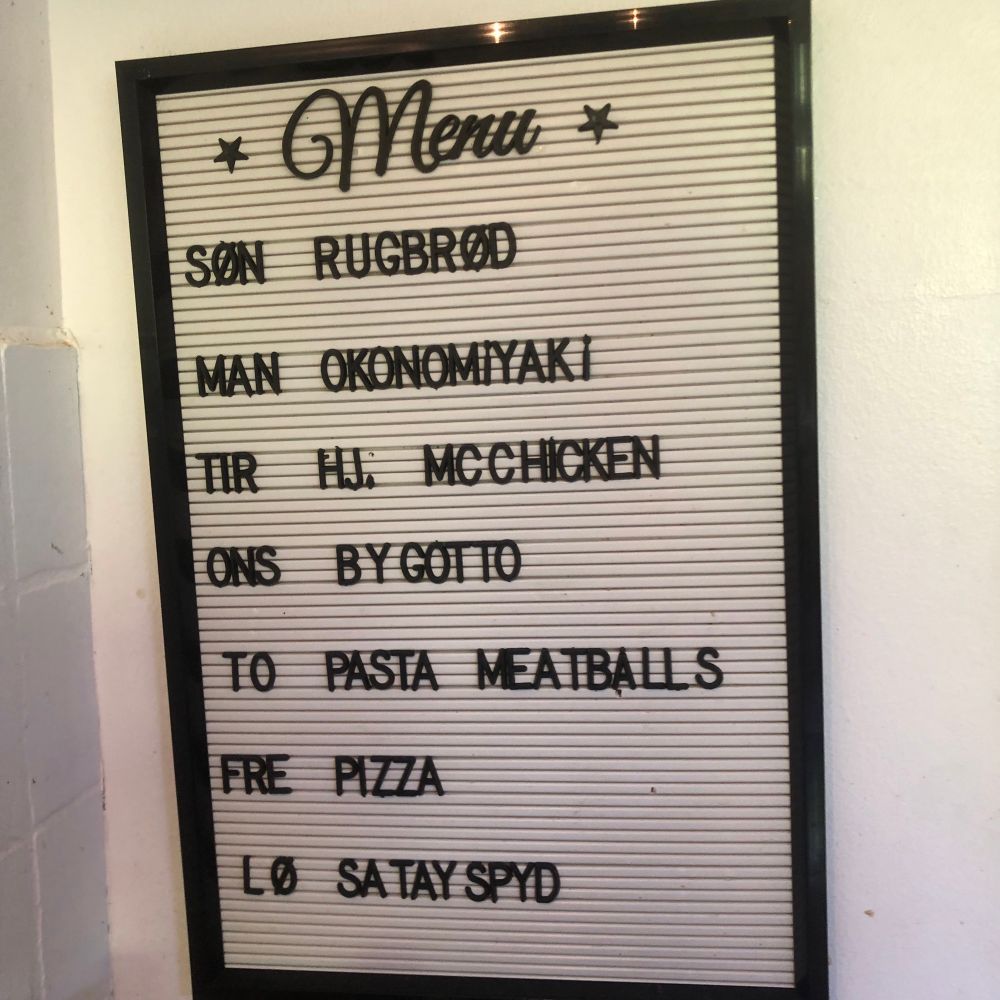 Menu
SØN RUGBRØD
MAN OKONOMIYAKI
TIR HJ. MCCHICKEN
ONS BYGOTTO
TO PASTA MEATBALLS
FRE PIZZA
LØ SATAYSPYD